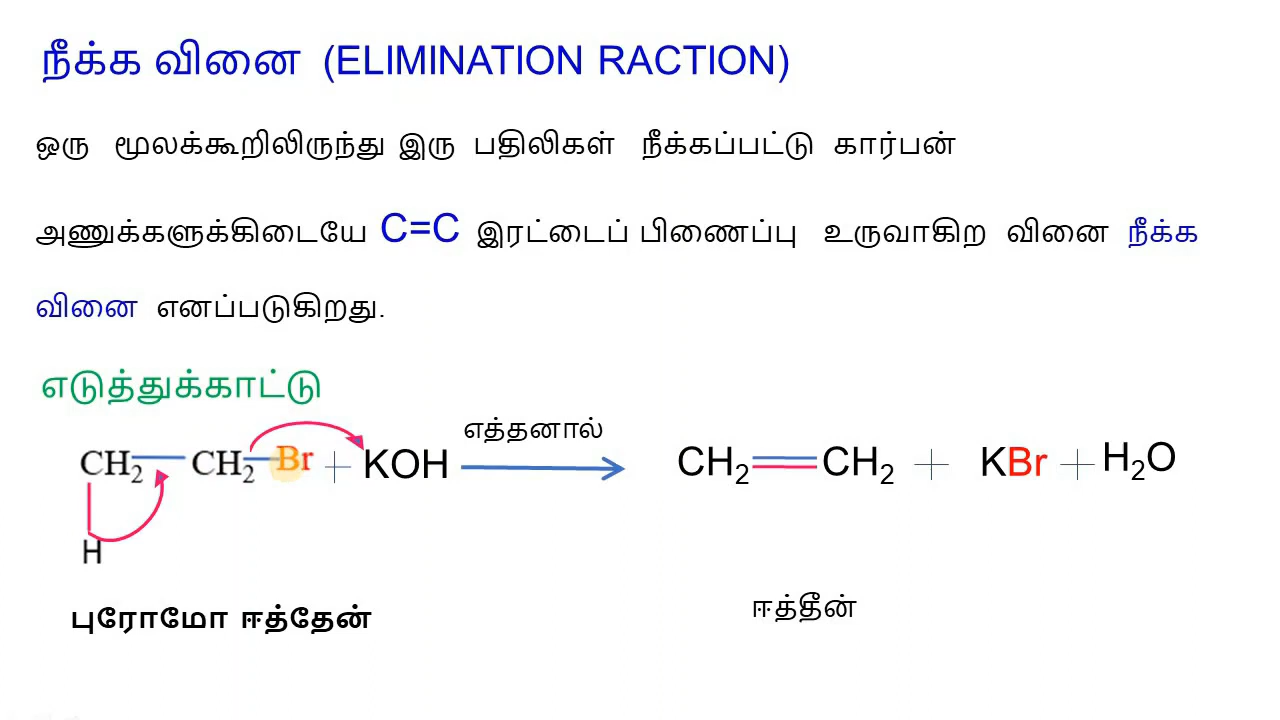 நீக்க வினை (ELIMINATION RACTION)
ஒரு மூலக்கூறிலிருந்து இரு பதிலிகள் நீக்கப்பட்டு கார்பன்
அணுக்களுக்கிடையே C=C இரட்டைப் பிணைப்பு உருவாகிற வினை நீக்க
வினை எனப்படுகிறது.
எடுத்துக்காட்டு
எத்தனால்
CH₂ CH₂ Br + KOH CH₂ CH₂ + KBr + H₂O
H
புரோமோ ஈத்தேன் ஈத்தீன்